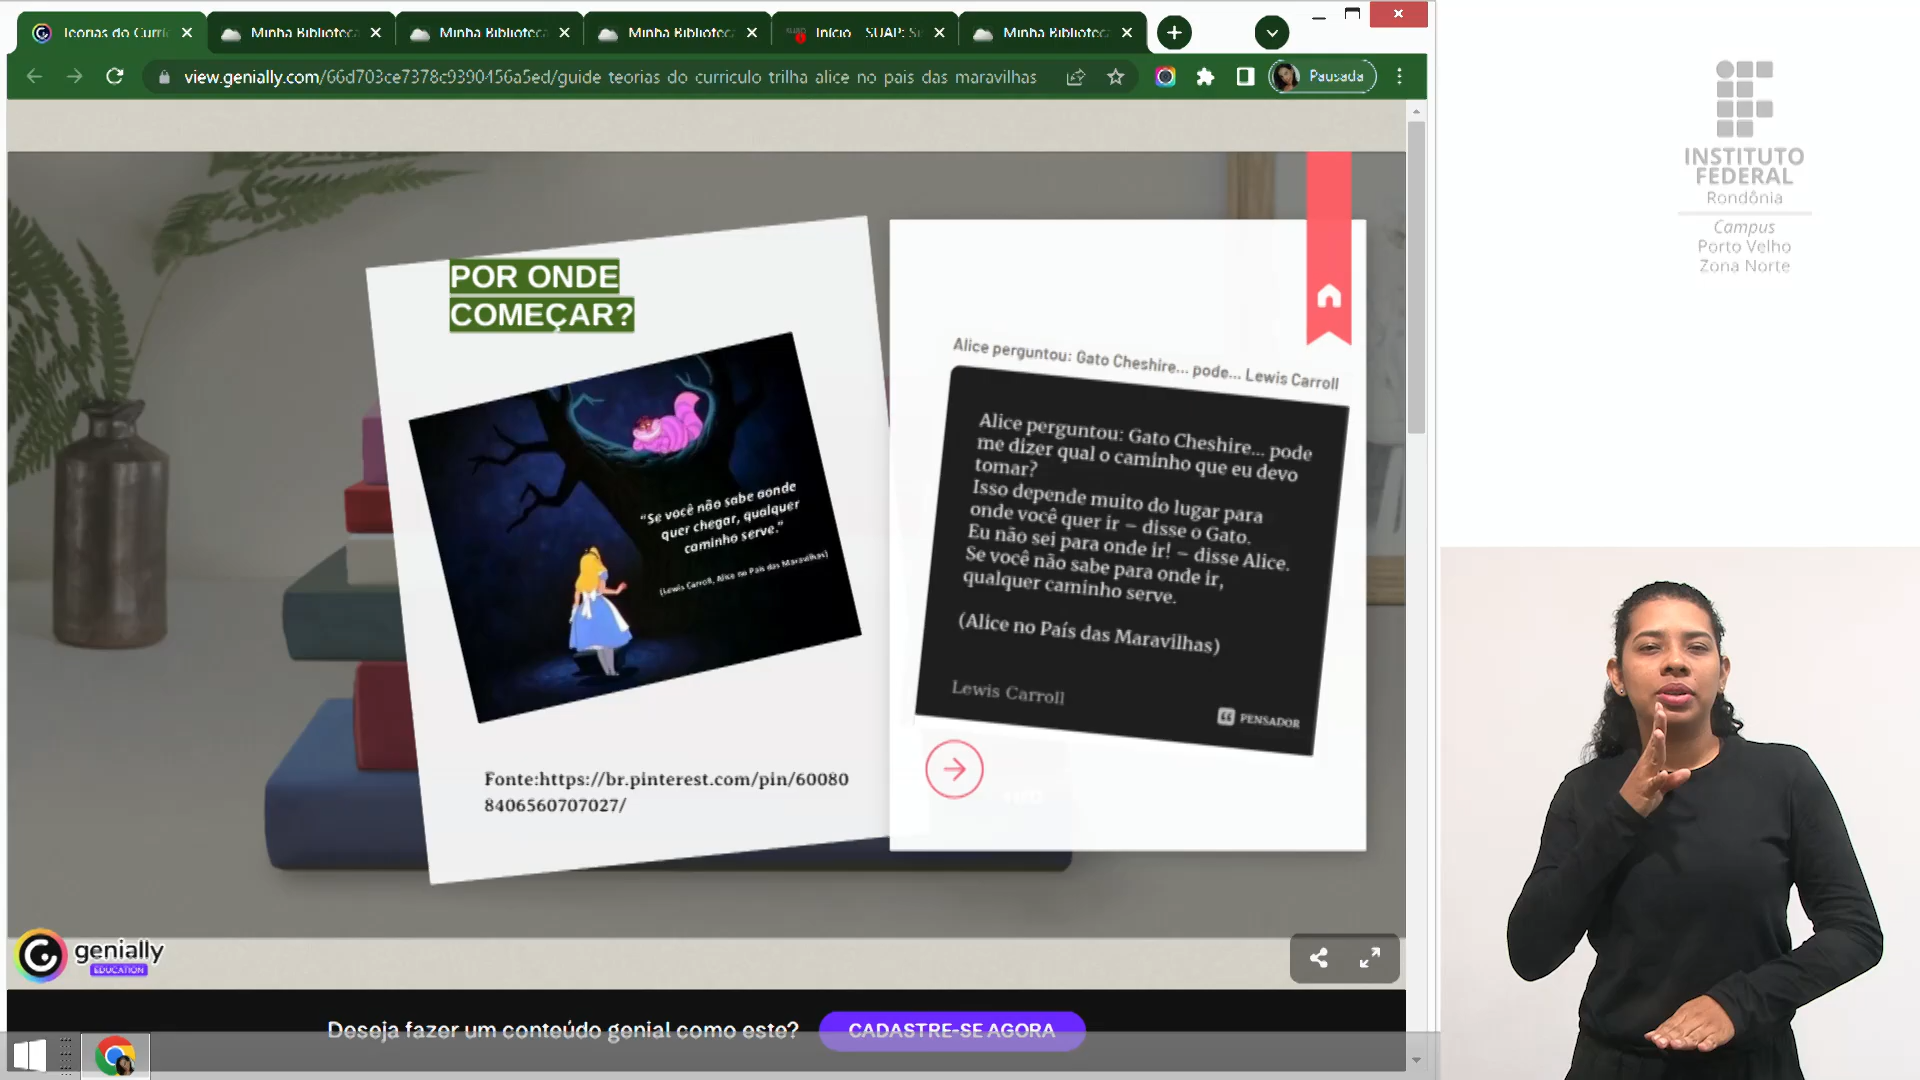 Teorias do Currí
Minha Biblioteca
Minha Biblioteca
Minha Biblioteca
Início SUAP: Si
Minha Biblioteca
view.genially.com/66d703ce7378c9390456a5ed/guide teorias do curriculo trilha alice no pais das maravilhas
Pausada
POR ONDE
COMEÇAR?
"Se você não sabe aonde
quer chegar, qualquer
caminho serve."
(Lewis Carroll, Alice no País das Maravilhas)
Fonte:https://br.pinterest.com/pin/60080
8406560707027/
Alice perguntou: Gato Cheshire... pode... Lewis Carroll
Alice perguntou: Gato Cheshire... pode
me dizer qual o caminho que eu devo
tomar?
Isso depende muito do lugar para
onde você quer ir – disse o Gato.
Eu não sei para onde ir! – disse Alice.
Se você não sabe para onde ir,
qualquer caminho serve.
(Alice no País das Maravilhas)
Lewis Carroll
PENSADOR
genially
EDUCATION
Deseja fazer um conteúdo genial como este?
CADASTRE-SE AGORA
INSTITUTO
FEDERAL
Rondônia
Campus
Porto Velho
Zona Norte